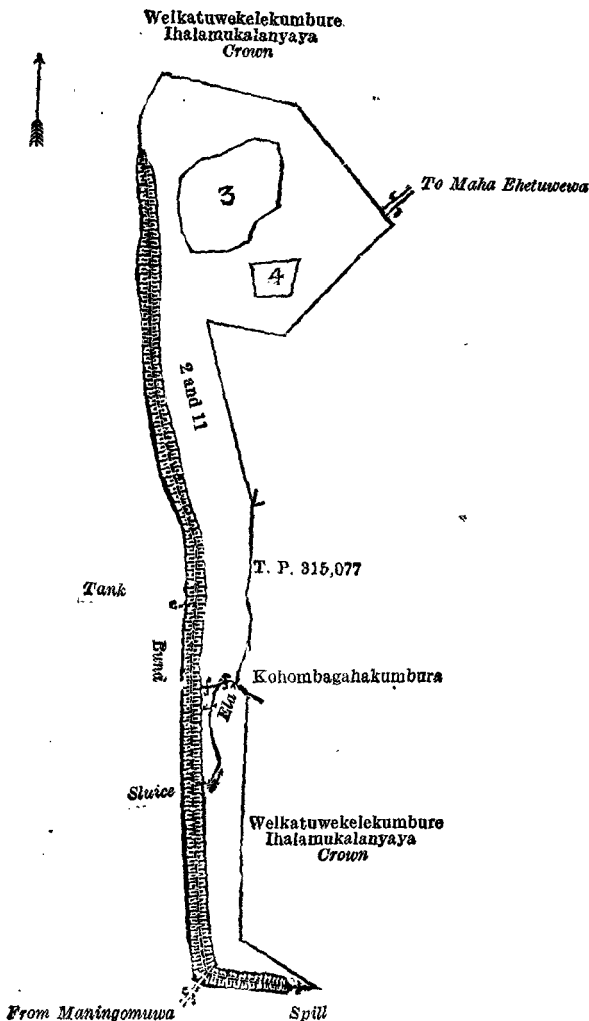 Welkatuwekelekumbure
Ihalamukalanyaya
Crown
To Maha Ehetuwewa
3
4
2 and 11
T. P. 315,077
Tank
Bund
Kohombagahakumbura
Ela
Sluice
Welkatuwekelekumbure
Ihalamukalanyaya
Crown
From Maningomuwa
Spill